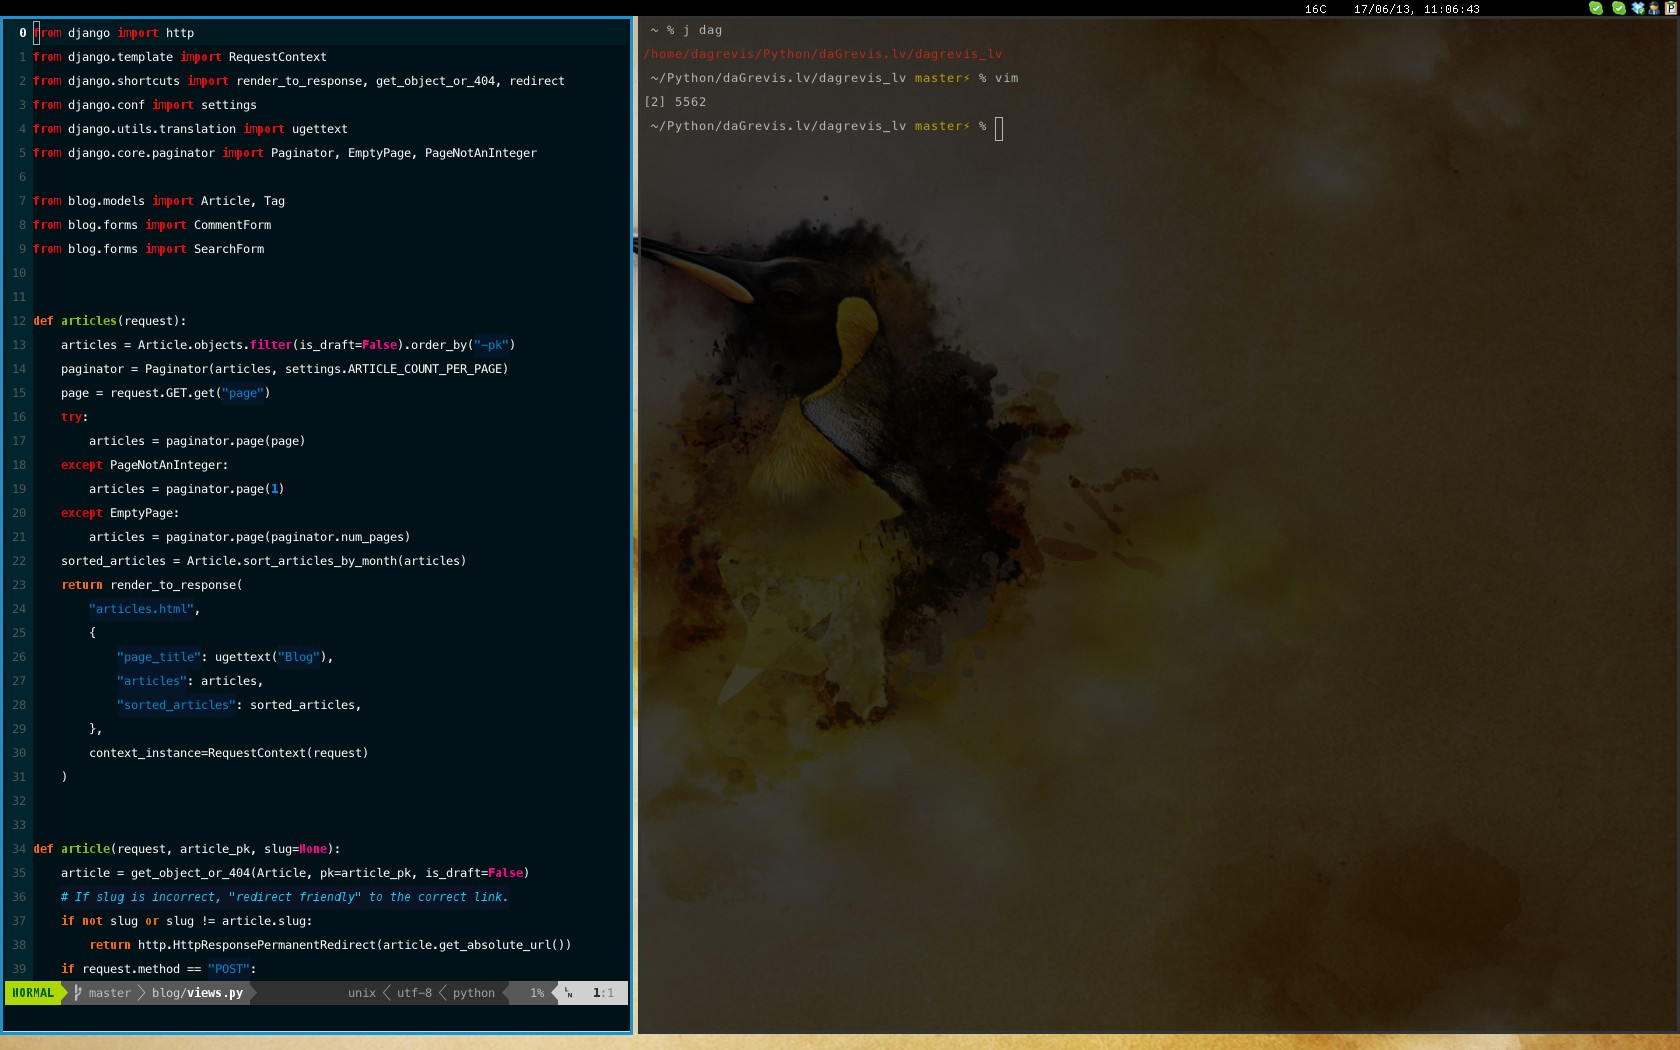 16C 17/06/13, 11:06:43
0 from django import http
1 from django.template import RequestContext
2 from django.shortcuts import render_to_response, get_object_or_404, redirect
3 from django.conf import settings
4 from django.utils.translation import ugettext
5 from django.core.paginator import Paginator, EmptyPage, PageNotAnInteger
6
7 from blog.models import Article, Tag
8 from blog.forms import CommentForm
9 from blog.forms import SearchForm
10
11
12 def articles(request):
13     articles = Article.objects.filter(is_draft=False).order_by("-pk")
14     paginator = Paginator(articles, settings.ARTICLE_COUNT_PER_PAGE)
15     page = request.GET.get("page")
16     try:
17         articles = paginator.page(page)
18     except PageNotAnInteger:
19         articles = paginator.page(1)
20     except EmptyPage:
21         articles = paginator.page(paginator.num_pages)
22     sorted_articles = Article.sort_articles_by_month(articles)
23     return render_to_response(
24         "articles.html",
25         {
26             "page_title": ugettext("Blog"),
27             "articles": articles,
28             "sorted_articles": sorted_articles,
29         },
30         context_instance=RequestContext(request)
31     )
32
33
34 def article(request, article_pk, slug=None):
35     article = get_object_or_404(Article, pk=article_pk, is_draft=False)
36     # If slug is incorrect, "redirect friendly" to the correct link.
37     if not slug or slug != article.slug:
38         return http.HttpResponsePermanentRedirect(article.get_absolute_url())
39     if request.method == "POST":
NORMAL master blog/views.py unix utf-8 python 1% LN 1:1
~ % j dag
/home/dagrevis/Python/daGrevis.lv/dagrevis_lv
~/Python/daGrevis.lv/dagrevis_lv master⚡ % vim
[2] 5562
~/Python/daGrevis.lv/dagrevis_lv master⚡ %